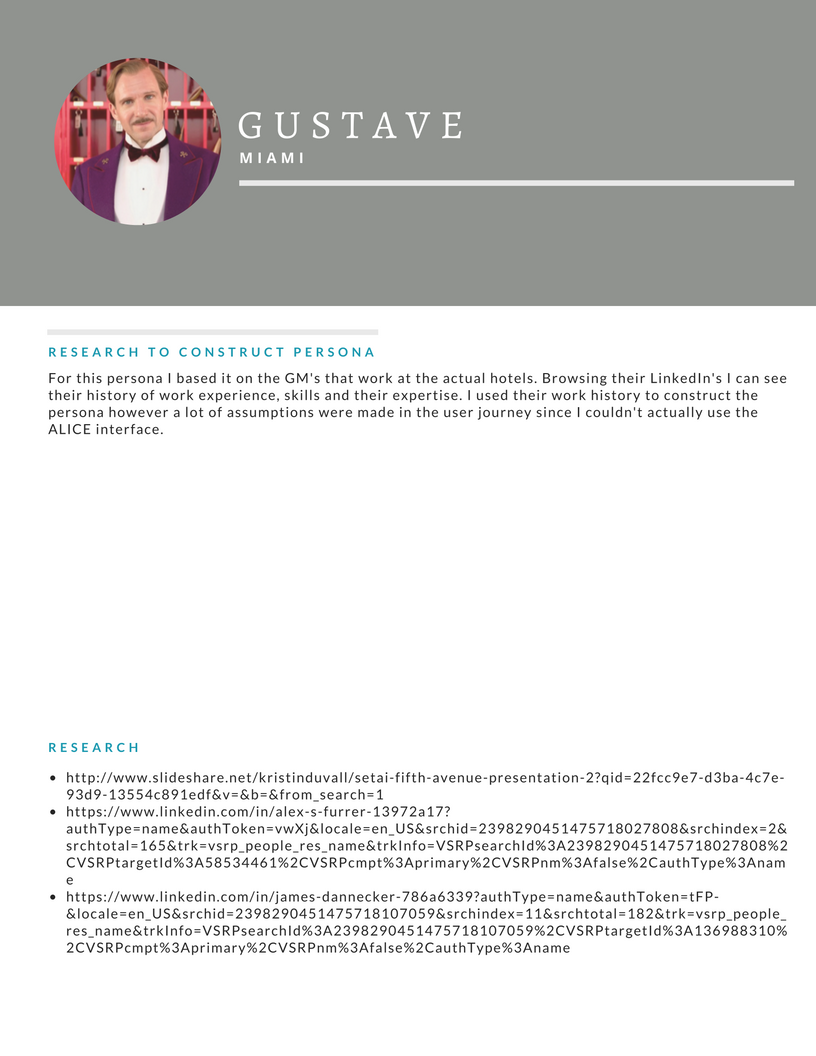 GUSTAVE
MIAMI
RESEARCH TO CONSTRUCT PERSONA
For this persona I based it on the GM's that work at the actual hotels. Browsing their LinkedIn's I can see
their history of work experience, skills and their expertise. I used their work history to construct the
persona however a lot of assumptions were made in the user journey since I couldn't actually use the
ALICE interface.
RESEARCH
• http://www.slideshare.net/kristinduvall/setai-fifth-avenue-presentation-2?qid=22fcc9e7-d3ba-4c7e-
93d9-13554c891edf&v=&b=&from_search=1
• https://www.linkedin.com/in/alex-s-furrer-13972a17?
authType=name&authToken=vwXj&locale=en_US&srchid=2398290451475718027808&srchindex=2&
srchtotal=165&trk=vsrp_people_res_name&trkInfo=VSRPsearchId%3A2398290451475718027808%2
CVSRPtargetId%3A58534461%2CVSRPcmpt%3Aprimary%2CVSRPnm%3Afalse%2CauthType%3Anam
e
• https://www.linkedin.com/in/james-dannecker-786a6339?authType=name&authToken=tFP-
&locale=en_US&srchid=2398290451475718107059&srchindex=11&srchtotal=182&trk=vsrp_people_
res_name&trkInfo=VSRPsearchId%3A2398290451475718107059%2CVSRPtargetId%3A136988310%
2CVSRPcmpt%3Aprimary%2CVSRPnm%3Afalse%2CauthType%3Aname